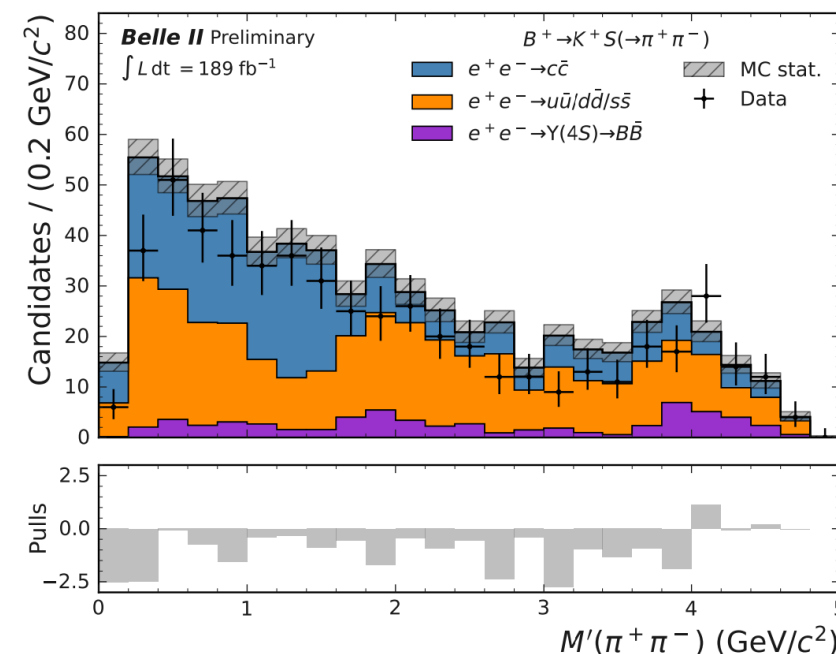 Candidates / (0.2 GeV/c²)
80
70
60
50
40
30
20
10
0
Belle II Preliminary
∫ L dt = 189 fb⁻¹
B⁺→K⁺S(→π⁺π⁻)
e⁺e⁻→cc̄
e⁺e⁻→uū/dd̄/ss̄
e⁺e⁻→Υ(4S)→BB̄
MC stat.
Data
Pulls
2.5
0.0
−2.5
0 1 2 3 4 5
M′(π⁺π⁻) (GeV/c²)